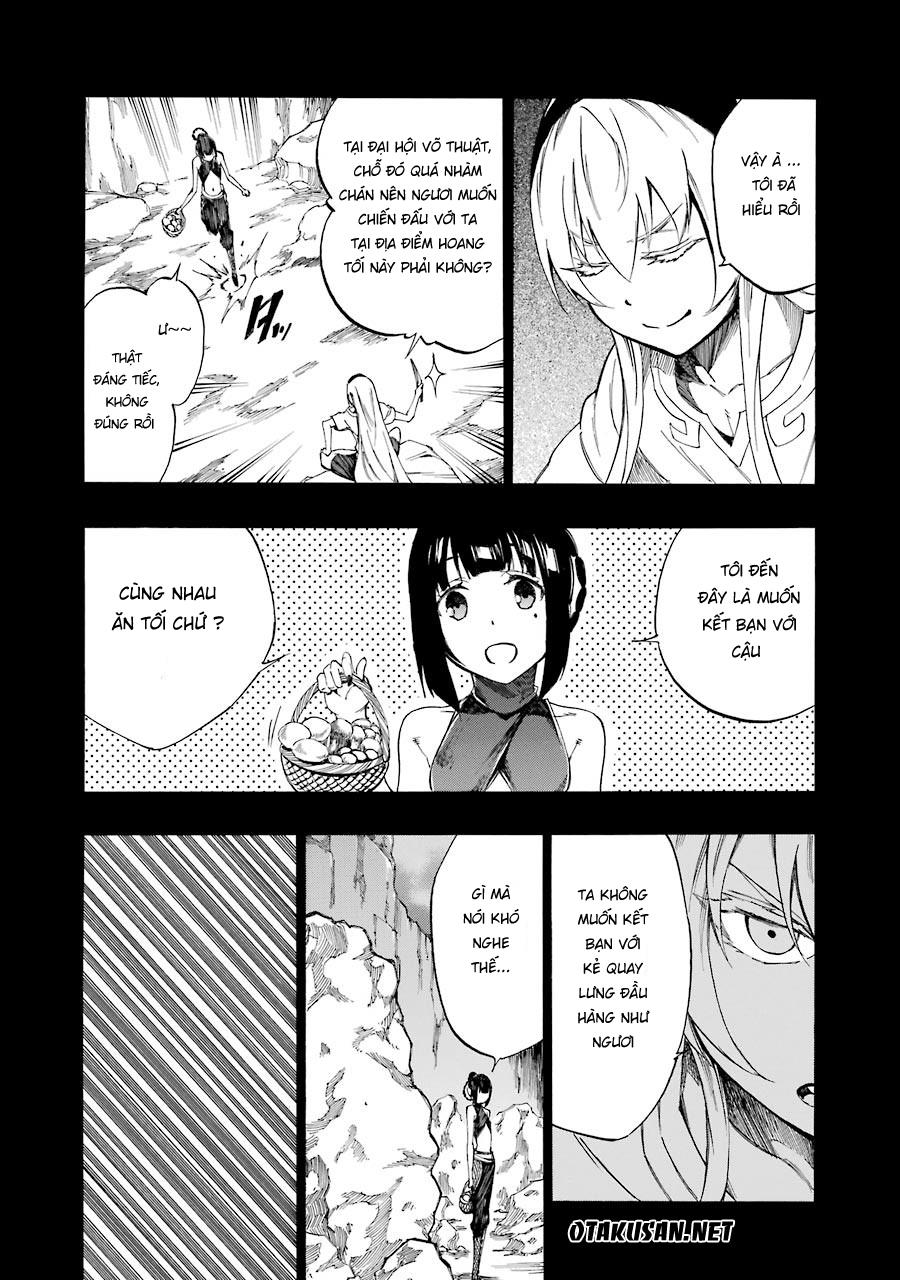 VẬY À ...
TÔI ĐÃ
HIỂU RỒI
TẠI ĐẠI HỘI VÕ THUẬT,
CHỖ ĐÓ QUÁ NHÀM
CHÁN NÊN NGƯƠI MUỐN
CHIẾN ĐẤU VỚI TA
TẠI ĐỊA ĐIỂM HOANG
TỐI NÀY PHẢI KHÔNG?
Ư~~
THẬT
ĐÁNG TIẾC,
KHÔNG
ĐÚNG RỒI
TÔI ĐẾN
ĐÂY LÀ MUỐN
KẾT BẠN VỚI
CẬU
CÙNG NHAU
ĂN TỐI CHỨ ?
TA KHÔNG
MUỐN KẾT
BẠN VỚI
KẺ QUAY
LƯNG ĐẦU
HÀNG NHƯ
NGƯƠI
GÌ MÀ
NÓI KHÓ
NGHE
THẾ...
OTAKUSAN.NET